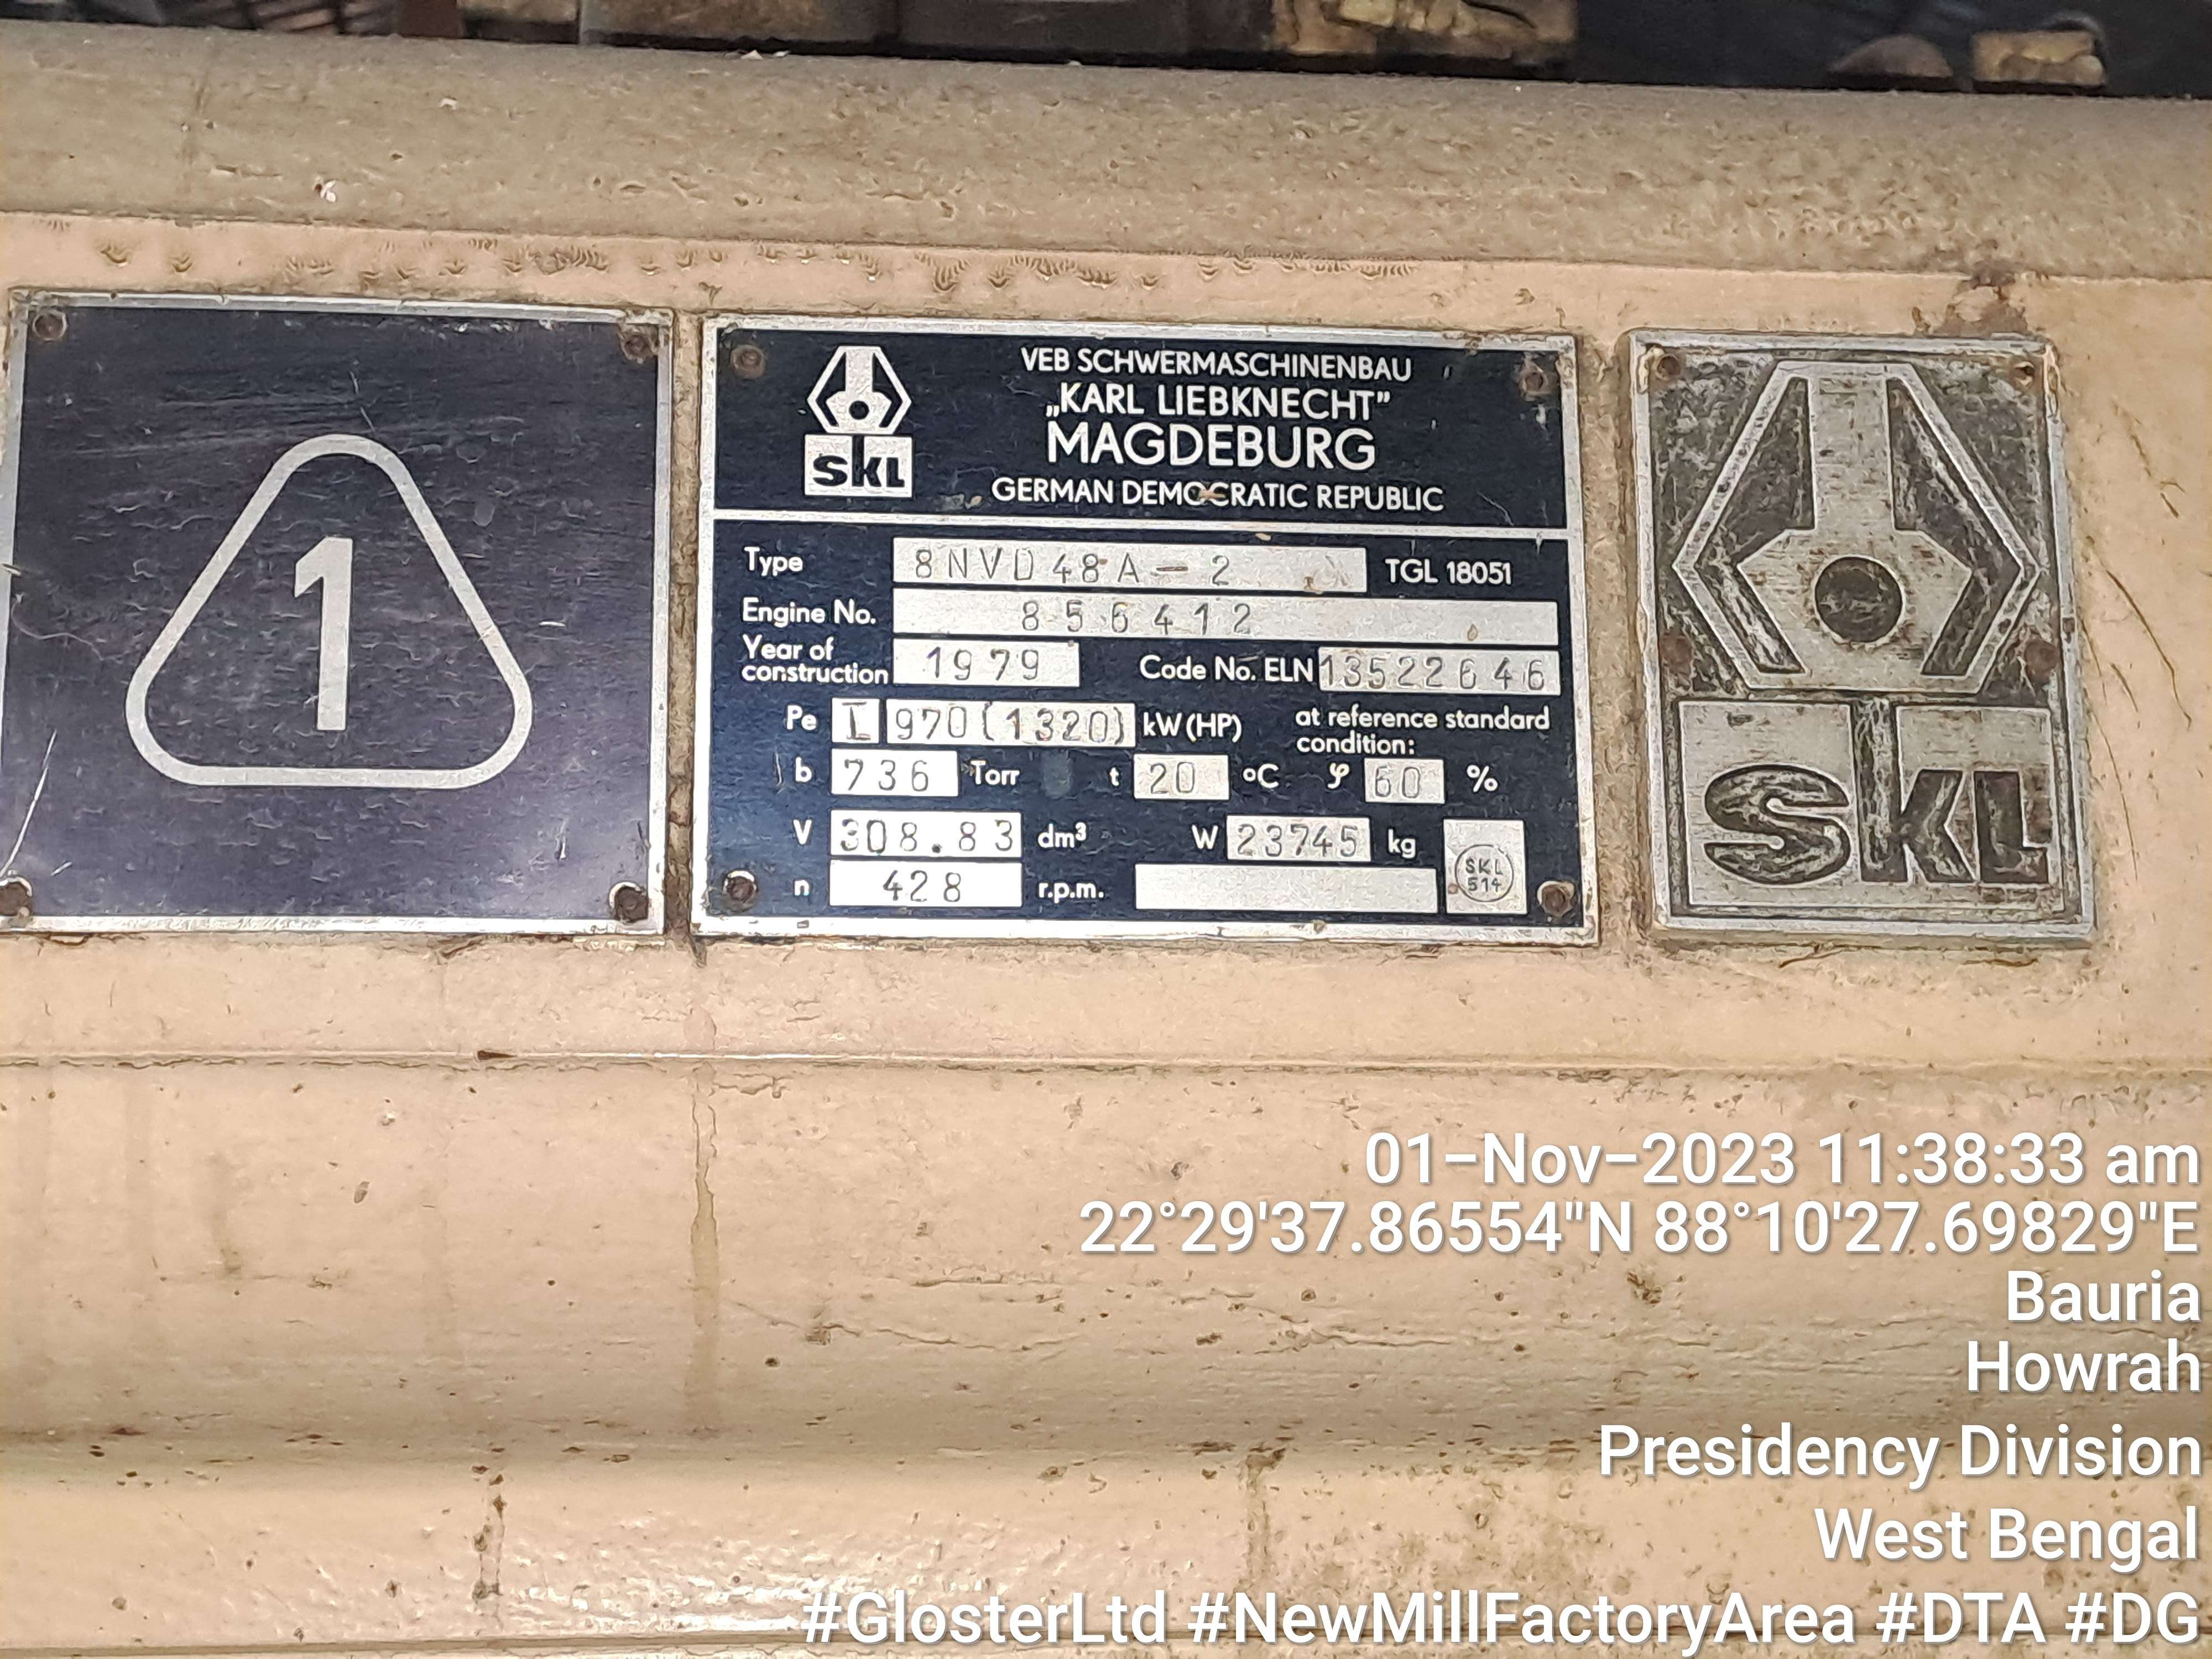 1
SKL
VEB SCHWERMASCHINENBAU
„KARL LIEBKNECHT”
MAGDEBURG
GERMAN DEMOCRATIC REPUBLIC
Type 8NVD48A-2 TGL 18051
Engine No. 856412
Year of construction 1979 Code No. ELN 13522646
Pe I 970(1320) kW (HP) at reference standard condition:
b 736 Torr t 20 °C φ 60 %
V 308.83 dm³ W 23745 kg
n 428 r.p.m.
SKL
514
SKL
01-Nov-2023 11:38:33 am
22°29'37.86554"N 88°10'27.69829"E
Bauria
Howrah
Presidency Division
West Bengal
#GlosterLtd #NewMillFactoryArea #DTA #DG